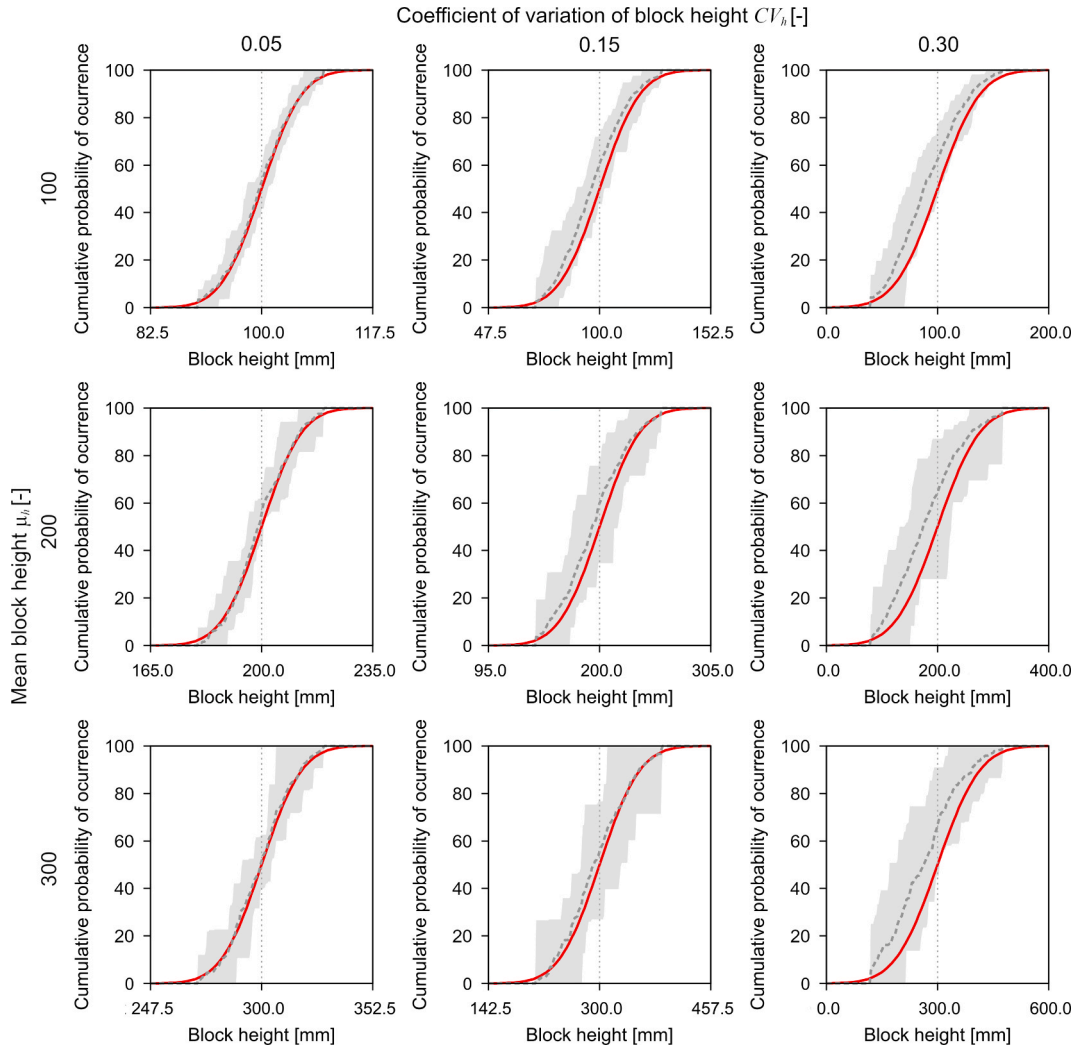 Coefficient of variation of block height CVₕ [-]
0.05 0.15 0.30
Mean block height μₕ [-]
100
Cumulative probability of ocurrence
100
80
60
40
20
0
82.5 100.0 117.5
Block height [mm]
Cumulative probability of ocurrence
100
80
60
40
20
0
47.5 100.0 152.5
Block height [mm]
Cumulative probability of ocurrence
100
80
60
40
20
0
0.0 100.0 200.0
Block height [mm]
200
Cumulative probability of ocurrence
100
80
60
40
20
0
165.0 200.0 235.0
Block height [mm]
Cumulative probability of ocurrence
100
80
60
40
20
0
95.0 200.0 305.0
Block height [mm]
Cumulative probability of ocurrence
100
80
60
40
20
0
0.0 200.0 400.0
Block height [mm]
300
Cumulative probability of ocurrence
100
80
60
40
20
0
247.5 300.0 352.5
Block height [mm]
Cumulative probability of ocurrence
100
80
60
40
20
0
142.5 300.0 457.5
Block height [mm]
Cumulative probability of ocurrence
100
80
60
40
20
0
0.0 300.0 600.0
Block height [mm]